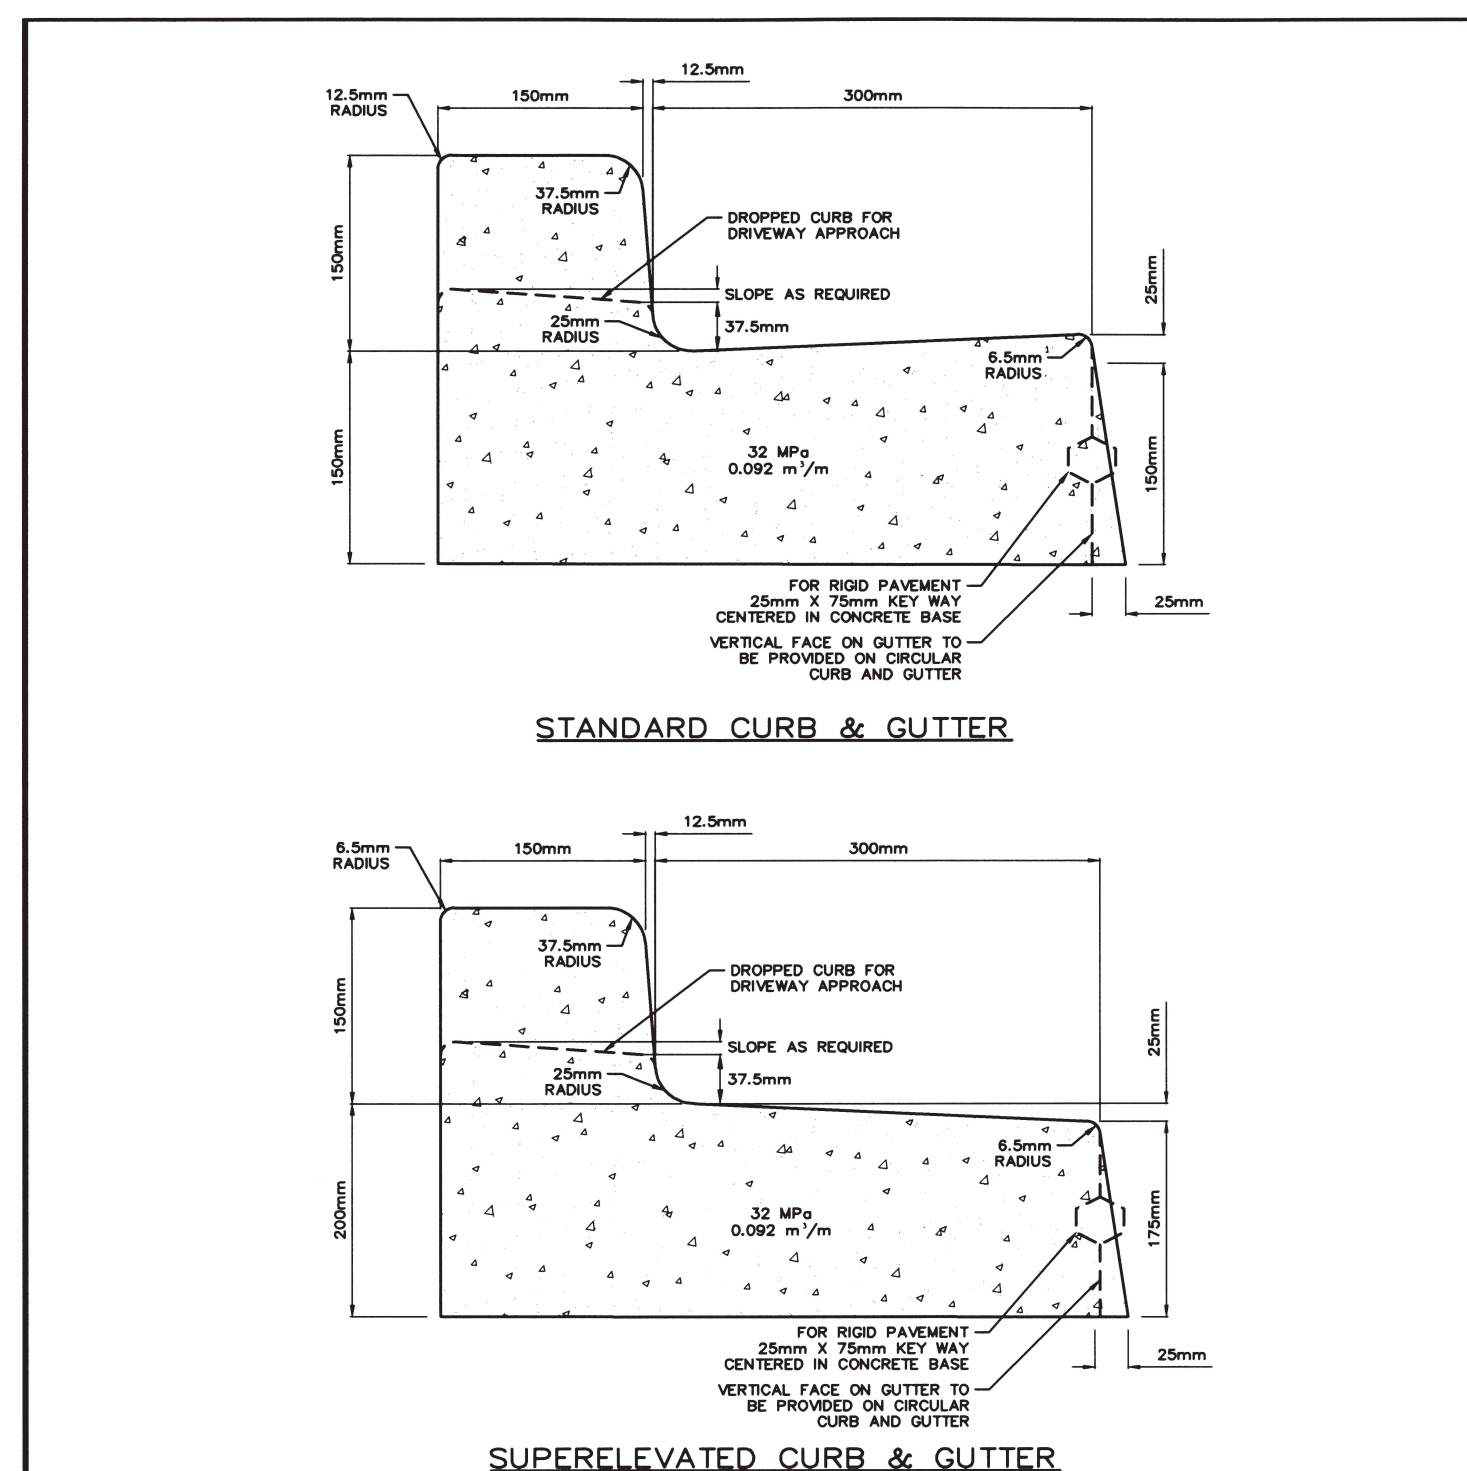 12.5mm
150mm
300mm
12.5mm
RADIUS
37.5mm
RADIUS
DROPPED CURB FOR
DRIVEWAY APPROACH
150mm
SLOPE AS REQUIRED
25mm
25mm
RADIUS
37.5mm
6.5mm
RADIUS
32 MPa
0.092 m³/m
150mm
150mm
FOR RIGID PAVEMENT
25mm X 75mm KEY WAY
CENTERED IN CONCRETE BASE
25mm
VERTICAL FACE ON GUTTER TO
BE PROVIDED ON CIRCULAR
CURB AND GUTTER
STANDARD CURB & GUTTER
12.5mm
150mm
300mm
6.5mm
RADIUS
37.5mm
RADIUS
DROPPED CURB FOR
DRIVEWAY APPROACH
150mm
SLOPE AS REQUIRED
25mm
25mm
RADIUS
37.5mm
6.5mm
RADIUS
32 MPa
0.092 m³/m
200mm
175mm
FOR RIGID PAVEMENT
25mm X 75mm KEY WAY
CENTERED IN CONCRETE BASE
25mm
VERTICAL FACE ON GUTTER TO
BE PROVIDED ON CIRCULAR
CURB AND GUTTER
SUPERELEVATED CURB & GUTTER